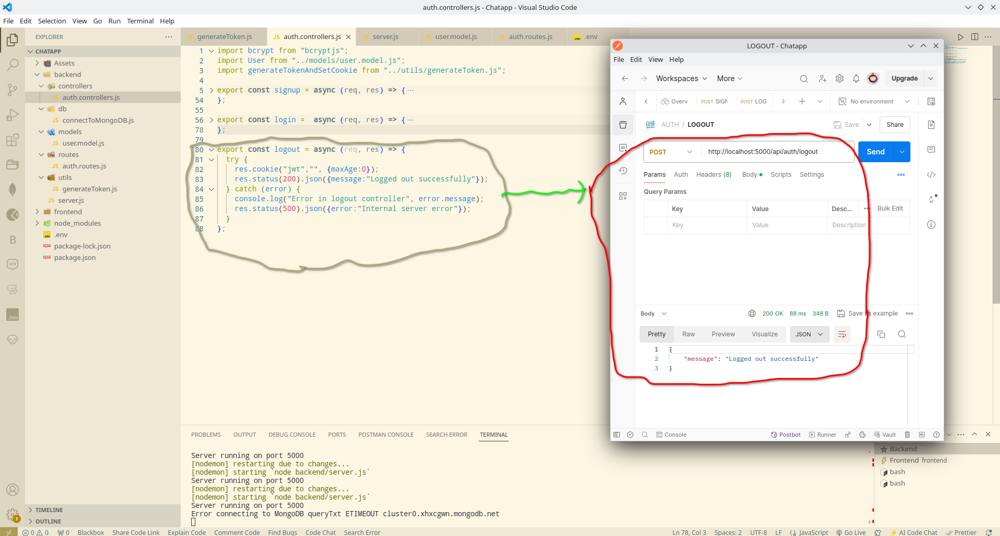 auth.controllers.js - Chatapp - Visual Studio Code
File Edit Selection View Go Run Terminal Help
EXPLORER
generateToken.js
auth.controllers.js
server.js
user.model.js
auth.routes.js
.env
CHATAPP
Assets
backend
controllers
auth.controllers.js
db
connectToMongoDB.js
models
user.model.js
routes
auth.routes.js
utils
generateToken.js
server.js
frontend
node_modules
.env
package-lock.json
package.json
TIMELINE
OUTLINE
1 import bcrypt from "bcryptjs";
2 import User from "../models/user.model.js";
3 import generateTokenAndSetCookie from "../utils/generateToken.js";
4
5 export const signup = async (req, res) => { ···
54 };
55
56 export const login =  async (req, res) => { ···
78 };
79
80 export const logout = async (req, res) => {
81 try {
82 res.cookie("jwt","", {maxAge:0});
83 res.status(200).json({message:"Logged out successfully"});
84 } catch (error) {
85 console.log("Error in logout controller", error.message);
86 res.status(500).json({error:"Internal server error"});
87 }
88 };
LOGOUT - Chatapp
File Edit View Help
Workspaces More Upgrade
Overvi POST SIGN POST LOG No environment
HTTP AUTH / LOGOUT Save Share
POST http://localhost:5000/api/auth/logout Send
Params Auth Headers (8) Body Scripts Settings
Query Params
Key Value Desc... Bulk Edit
Key Value Description
Body 200 OK 88 ms 348 B Save as example
Pretty Raw Preview Visualize JSON
1 {
2 "message": "Logged out successfully"
3 }
Console Postbot Runner Vault
PROBLEMS OUTPUT DEBUG CONSOLE PORTS POSTMAN CONSOLE SEARCH ERROR TERMINAL
Server running on port 5000
[nodemon] restarting due to changes...
[nodemon] starting `node backend/server.js`
Server running on port 5000
[nodemon] restarting due to changes...
[nodemon] starting `node backend/server.js`
Server running on port 5000
Error connecting to MongoDB queryTxt ETIMEOUT cluster0.xhxcgwn.mongodb.net
Backend
Frontend frontend
bash
bash
0 0 0 Blackbox Share Code Link Explain Code Comment Code Find Bugs Code Chat Search Error Ln 78, Col 3 Spaces: 2 UTF-8 LF JavaScript Go Live AI Code Chat Prettier